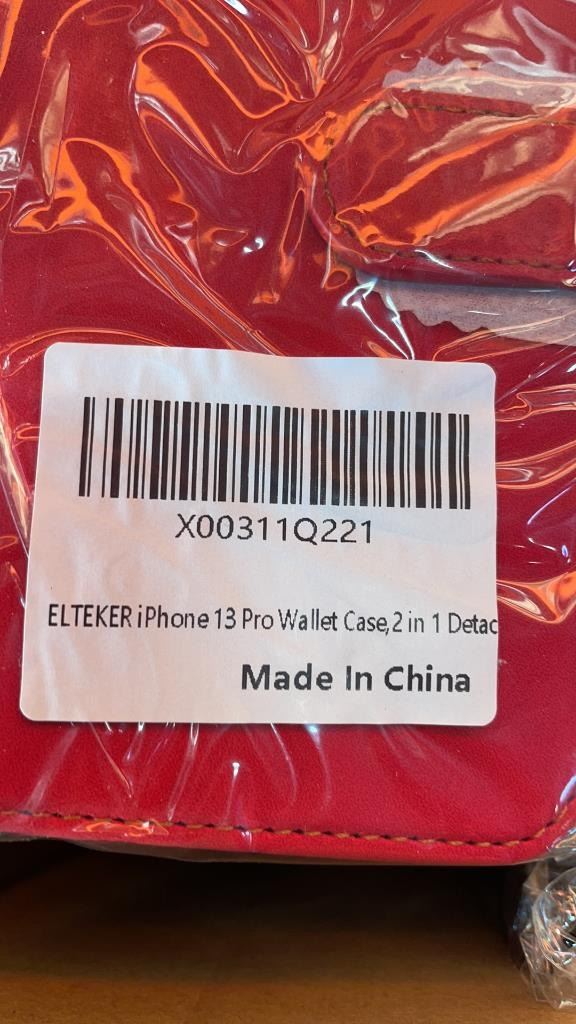 X00311Q221
ELTEKER iPhone 13 Pro Wallet Case,2 in 1 Detac
Made In China